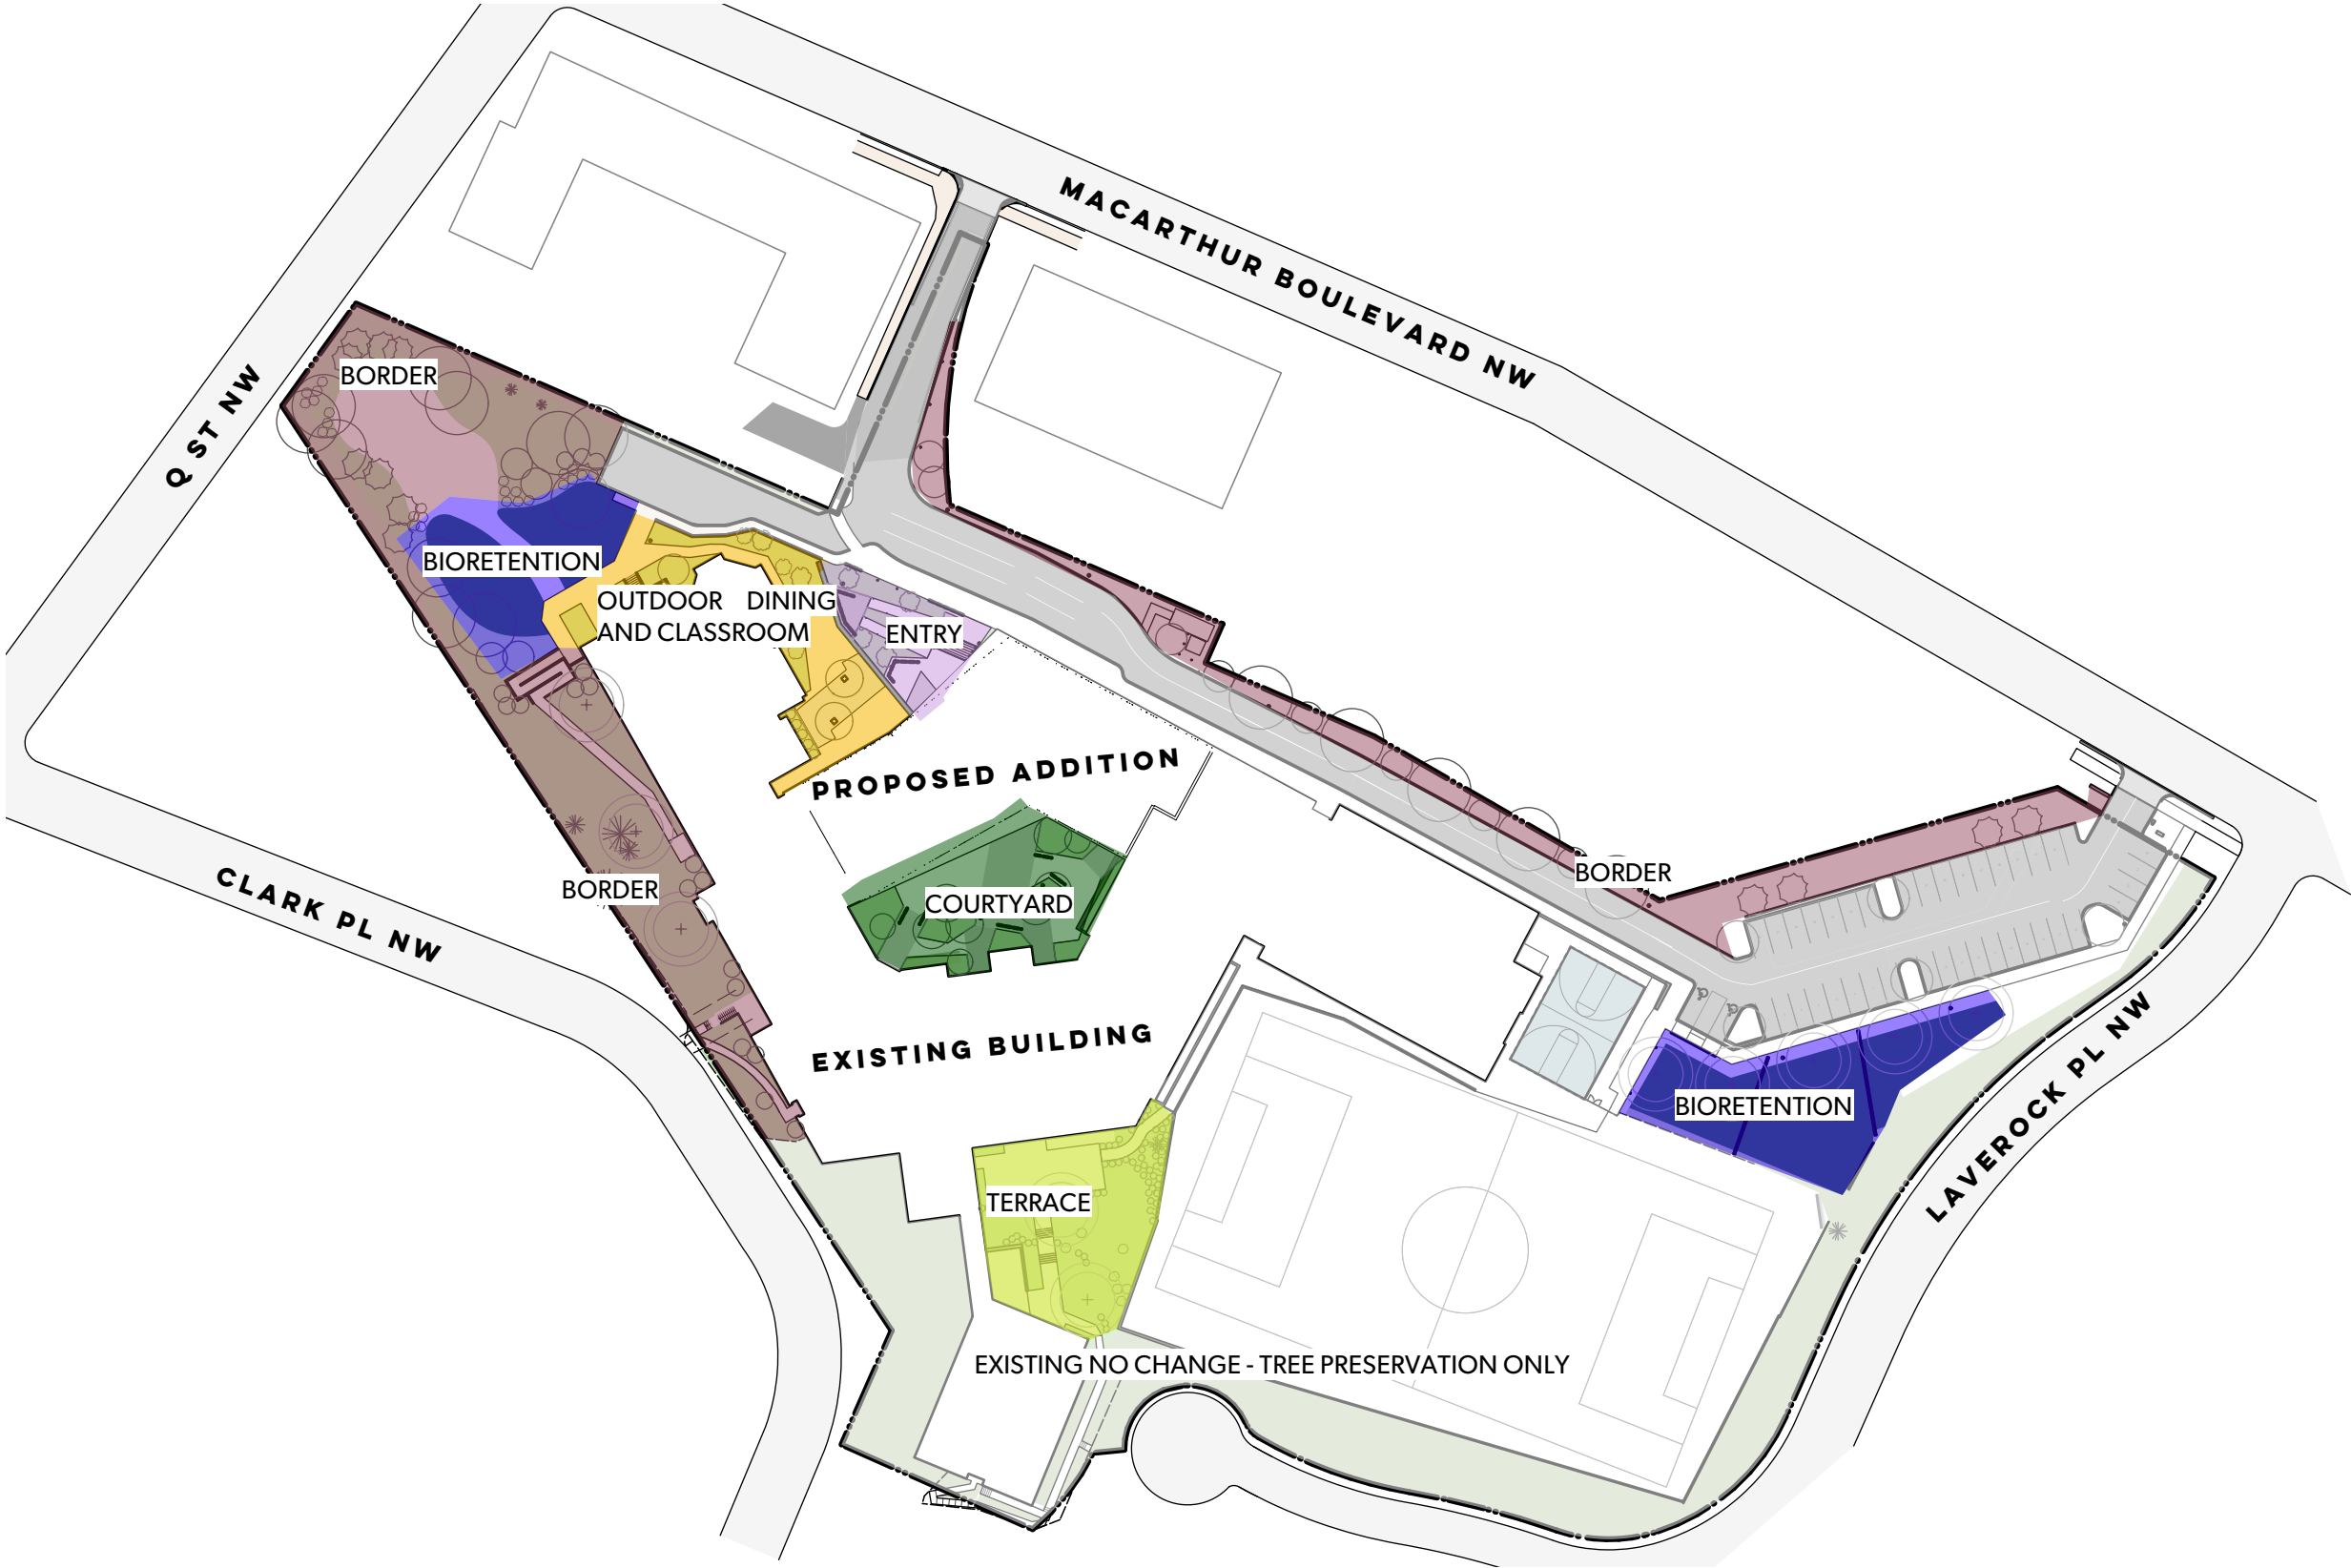 MACARTHUR BOULEVARD NW
Q ST NW
BORDER
BIORETENTION
OUTDOOR DINING
AND CLASSROOM
ENTRY
PROPOSED ADDITION
BORDER
CLARK PL NW
BORDER
COURTYARD
EXISTING BUILDING
BIORETENTION
LAVEROCK PL NW
TERRACE
EXISTING NO CHANGE - TREE PRESERVATION ONLY